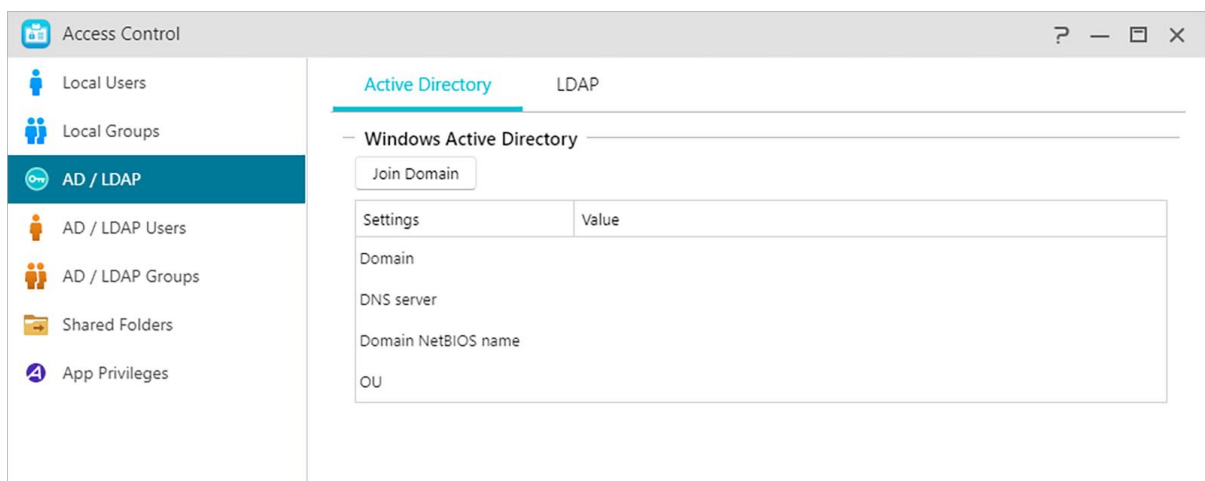 Access Control
Local Users
Local Groups
AD / LDAP
AD / LDAP Users
AD / LDAP Groups
Shared Folders
App Privileges
Active Directory LDAP
Windows Active Directory
Join Domain
Settings Value
Domain
DNS server
Domain NetBIOS name
OU